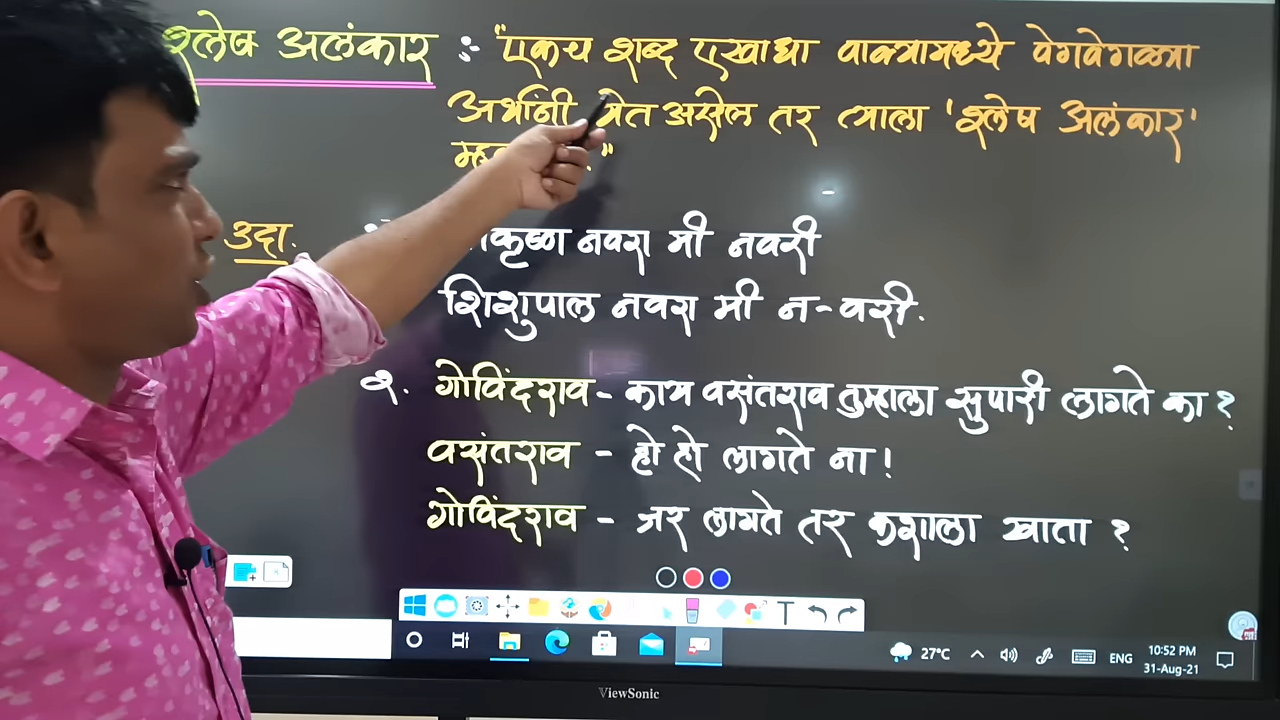 श्लेष अलंकार :- "एकच शब्द एखाद्या वाक्यामध्ये वेगवेगळ्या
अर्थांनी येत असेल तर त्याला 'श्लेष अलंकार'
"
उदा.
नवरा मी नवरी
शिशुपाल नवरा मी न-वरी.
२. गोविंदराव - काय वसंतराव तुम्हाला सुपारी लागते का ?
वसंतराव - हो हो लागते ना !
गोविंदराव - जर लागते तर कशाला खाता ?
T
27°C ENG 10:52 PM
31-Aug-21
ViewSonic